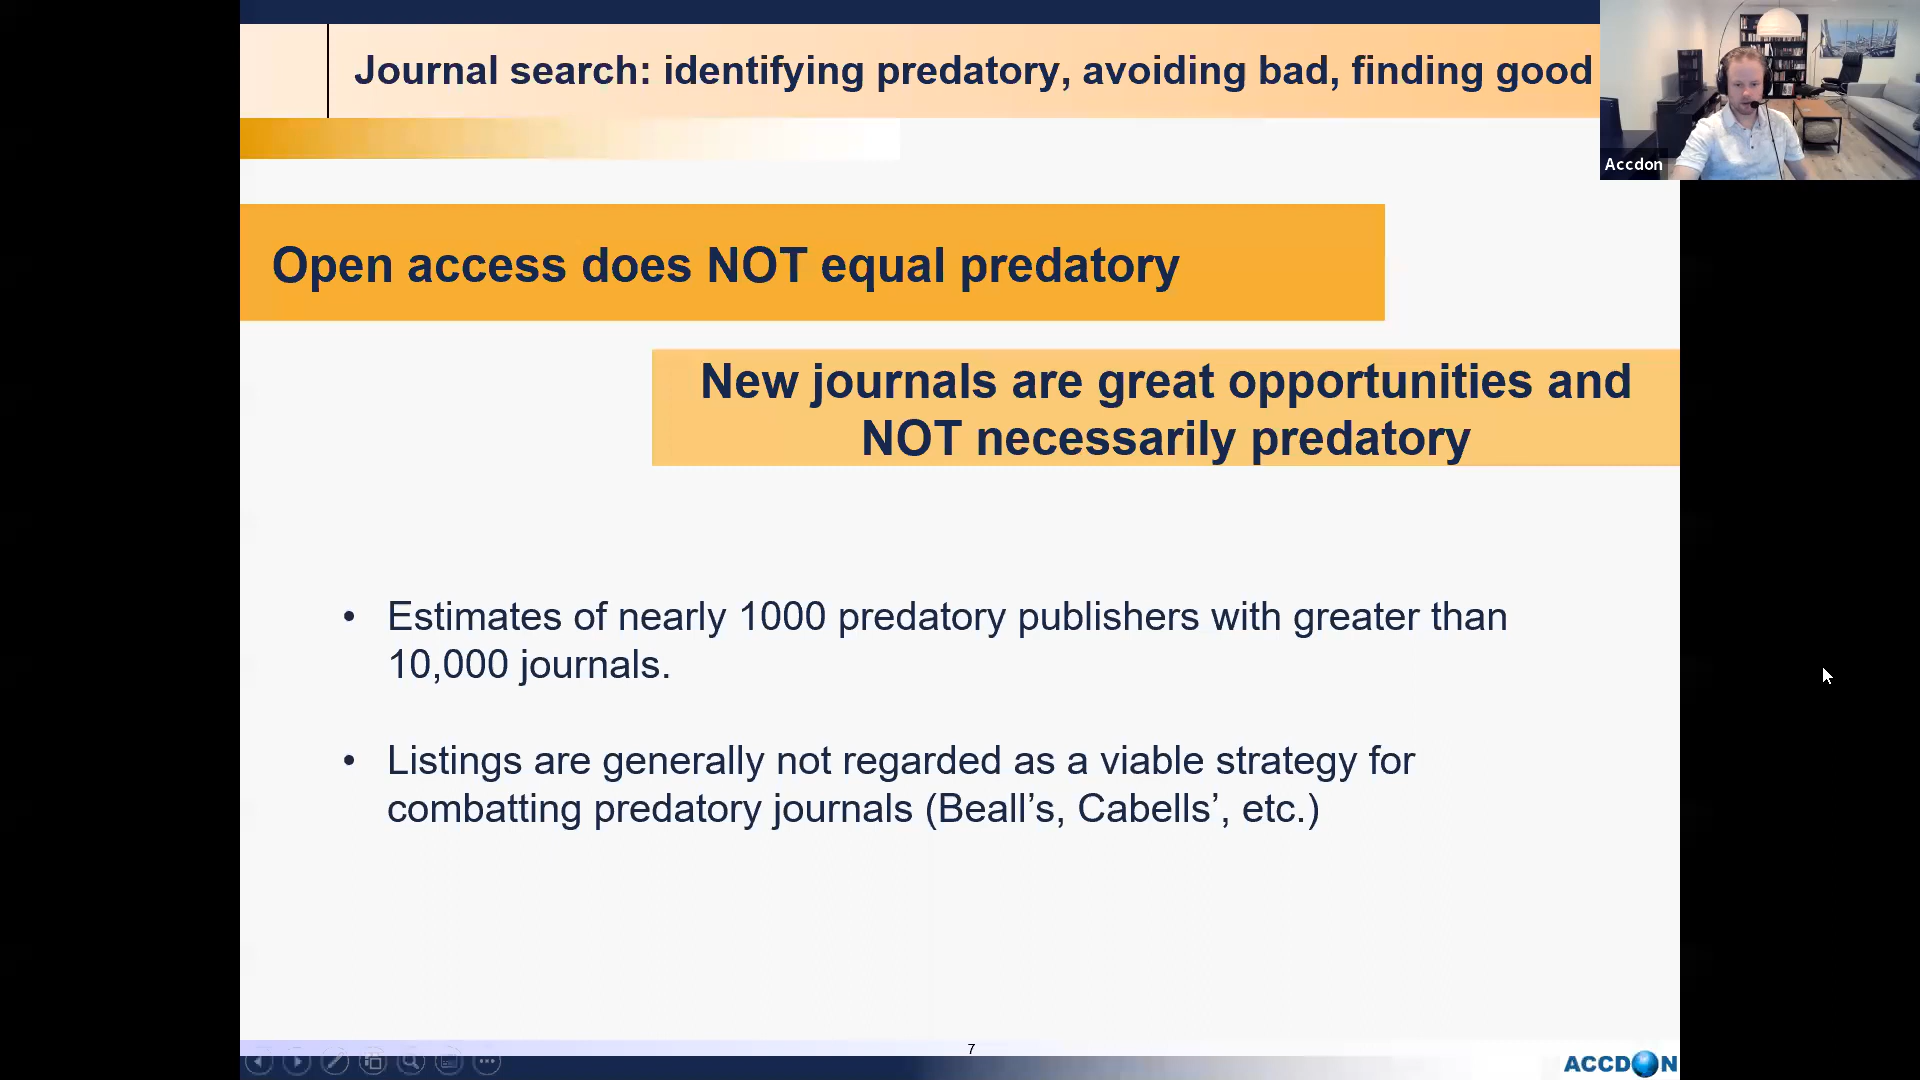 Journal search: identifying predatory, avoiding bad, finding good
Accdon
Open access does NOT equal predatory
New journals are great opportunities and
NOT necessarily predatory
• Estimates of nearly 1000 predatory publishers with greater than
10,000 journals.
• Listings are generally not regarded as a viable strategy for
combatting predatory journals (Beall’s, Cabells’, etc.)
7
ACCDON